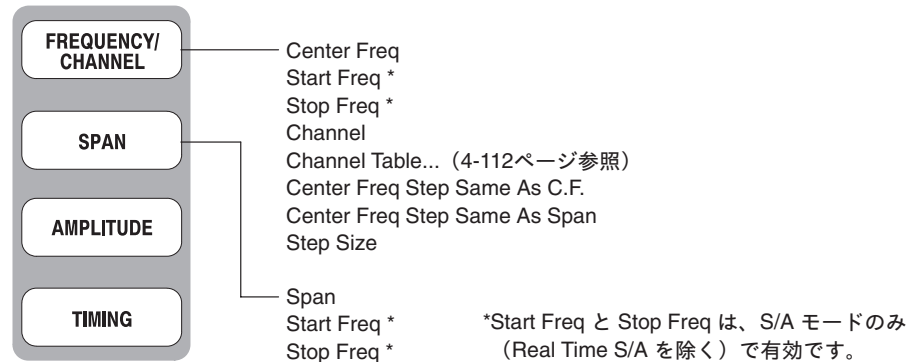 FREQUENCY/
CHANNEL
SPAN
AMPLITUDE
TIMING
Center Freq
Start Freq *
Stop Freq *
Channel
Channel Table...（4-112ページ参照）
Center Freq Step Same As C.F.
Center Freq Step Same As Span
Step Size
Span
Start Freq *
Stop Freq *
*Start Freq と Stop Freq は、S/A モードのみ
（Real Time S/A を除く）で有効です。